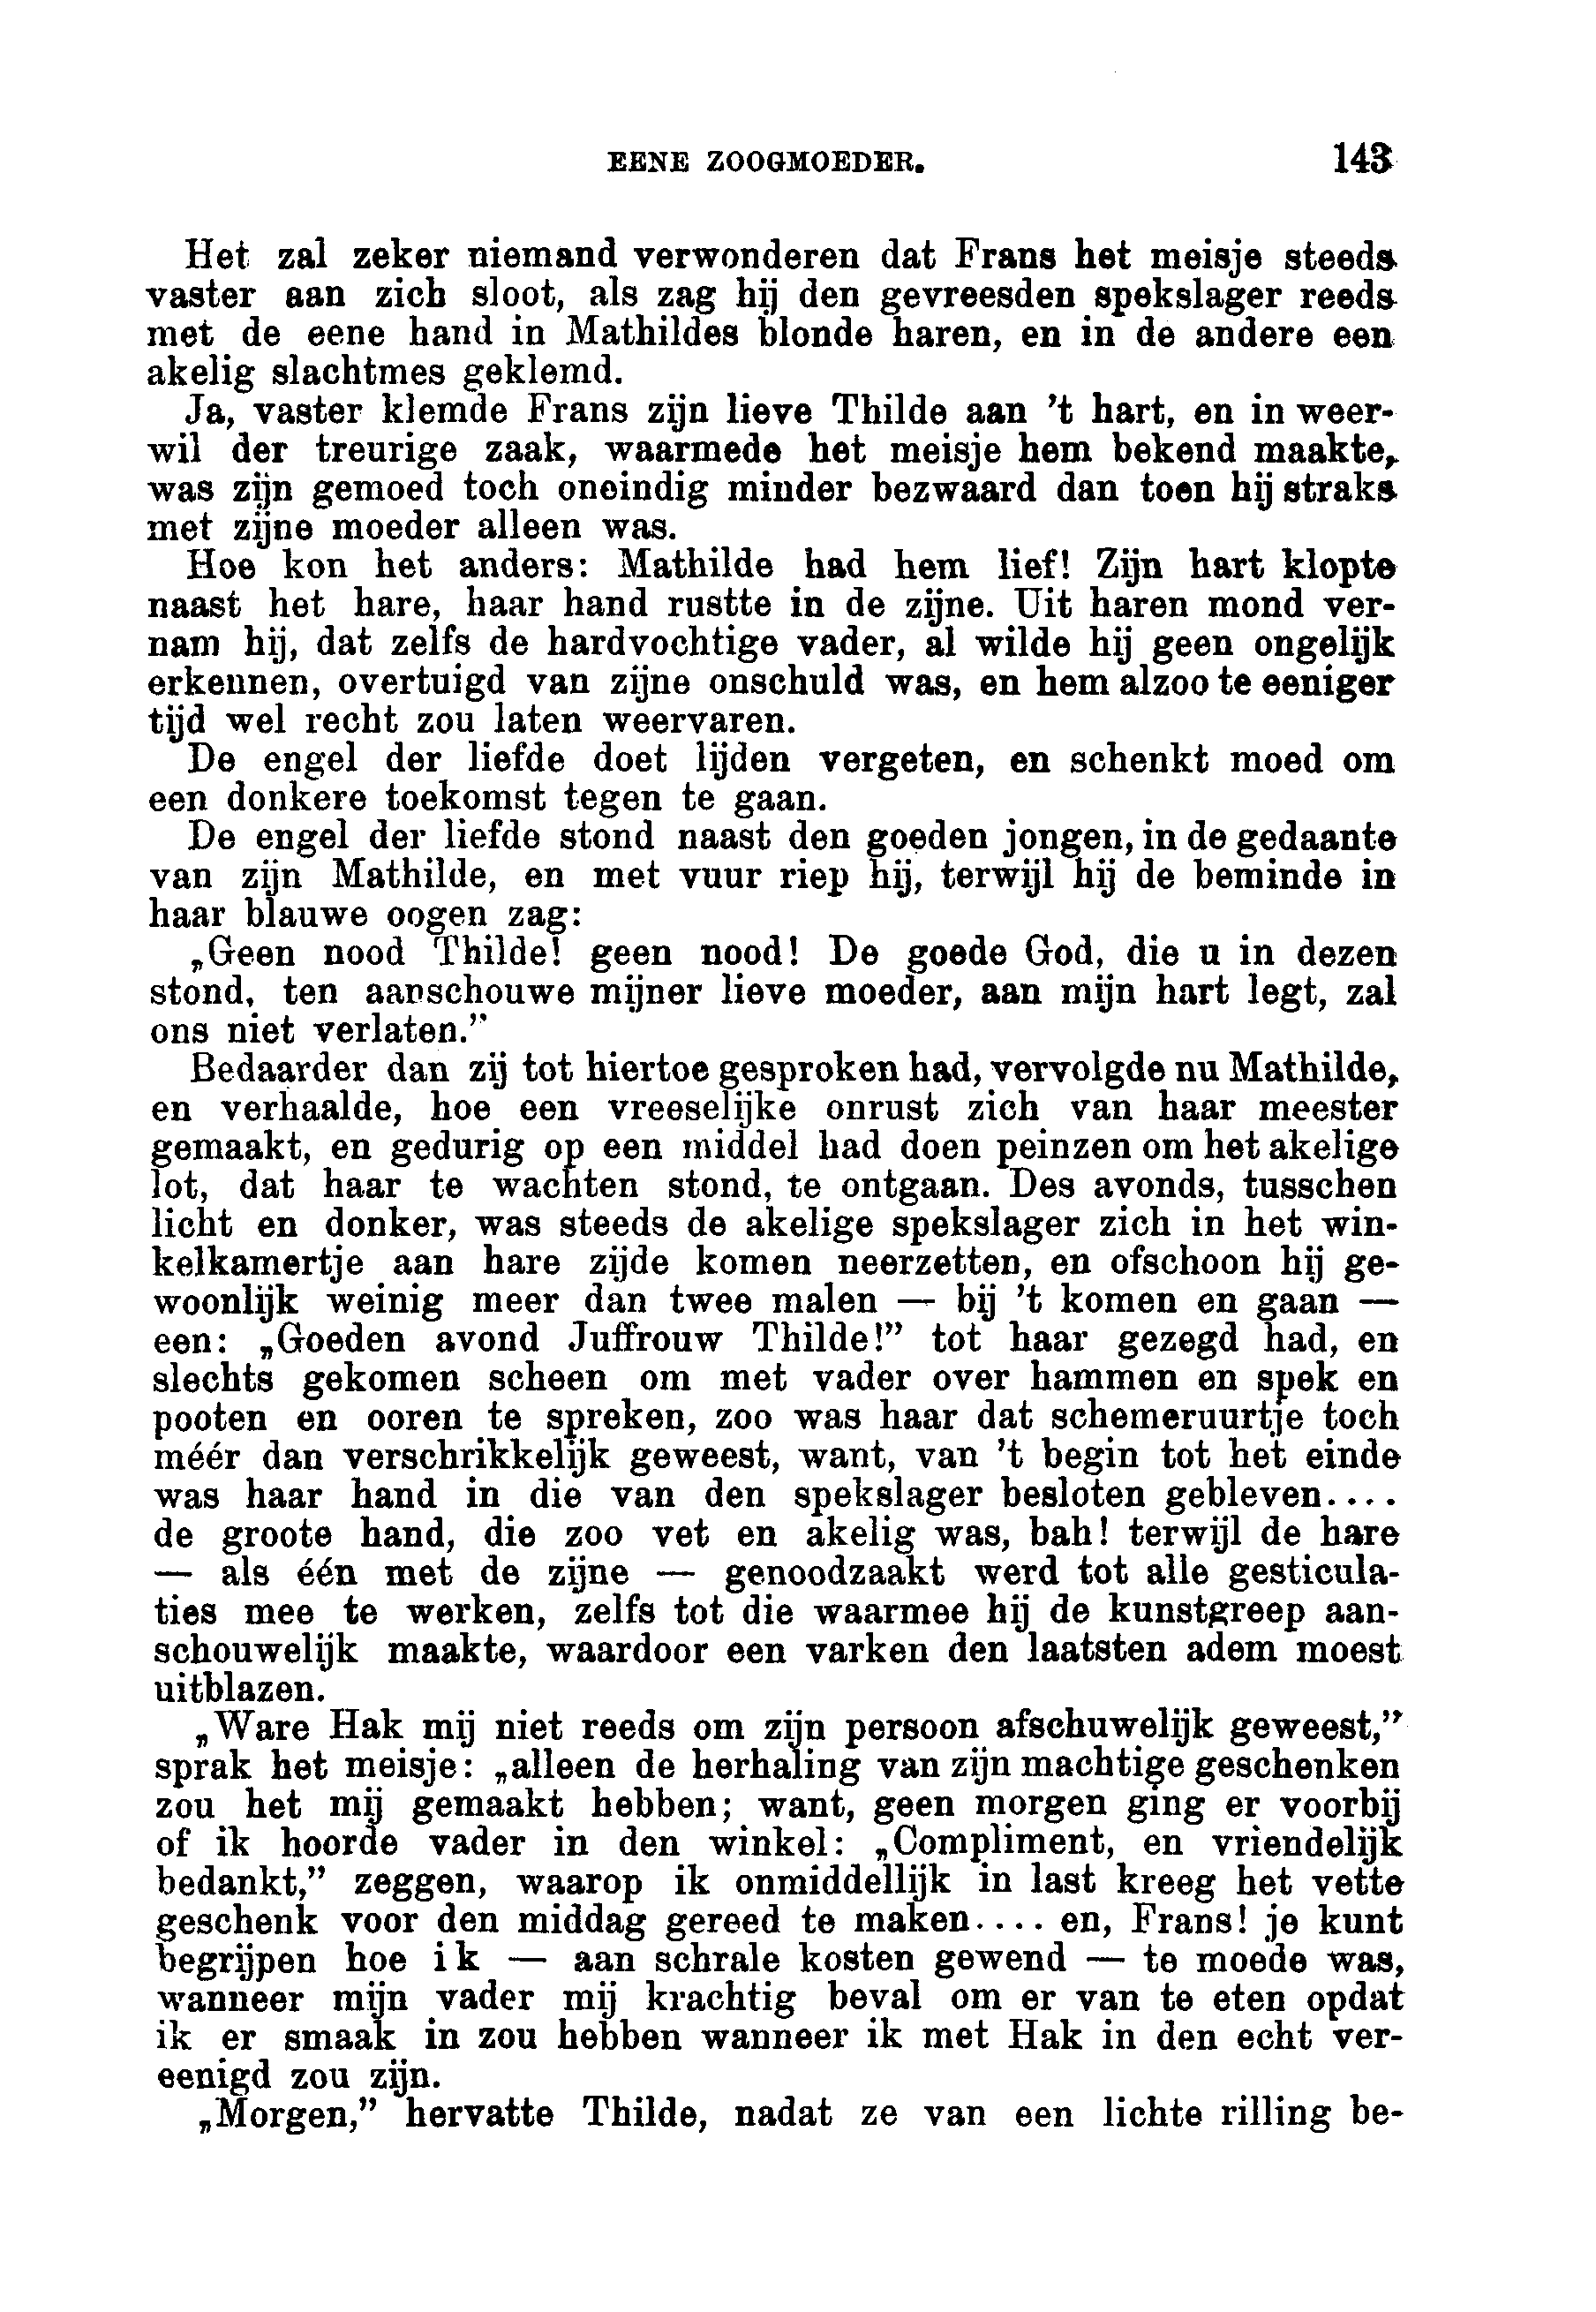 EENE ZOOGMOEDER. 143
Het zal zeker niemand verwonderen dat Frans het meisje steeds
vaster aan zich sloot, als zag hij den gevreesden spekslager reeds
met de eene hand in Mathildes blonde haren, en in de andere een
akelig slachtmes geklemd.
Ja, vaster klemde Frans zijn lieve Thilde aan 't hart, en in weer-
wil der treurige zaak, waarmede het meisje hem bekend maakte,
was zijn gemoed toch oneindig minder bezwaard dan toen hij straks
met zijne moeder alleen was.
Hoe kon het anders: Mathilde had hem lief! Zijn hart klopte
naast het hare, haar hand rustte in de zijne. Uit haren mond ver-
nam hij, dat zelfs de hardvochtige vader, al wilde hij geen ongelijk
erkennen, overtuigd van zijne onschuld was, en hem alzoo te eeniger
tijd wel recht zou laten weervaren.
De engel der liefde doet lijden vergeten, en schenkt moed om
een donkere toekomst tegen te gaan.
De engel der liefde stond naast den goeden jongen, in de gedaante
van zijn Mathilde, en met vuur riep hij, terwijl hij de beminde in
haar blauwe oogen zag:
„Geen nood Thilde! geen nood! De goede God, die u in dezen
stond, ten aanschouwe mijner lieve moeder, aan mijn hart legt, zal
ons niet verlaten.”
Bedaarder dan zij tot hiertoe gesproken had, vervolgde nu Mathilde,
en verhaalde, hoe een vreeselijke onrust zich van haar meester
gemaakt, en gedurig op een middel had doen peinzen om het akelige
lot, dat haar te wachten stond, te ontgaan. Des avonds, tusschen
licht en donker, was steeds de akelige spekslager zich in het win-
kelkamertje aan hare zijde komen neerzetten, en ofschoon hij ge-
woonlijk weinig meer dan twee malen — bij 't komen en gaan —
een: „Goeden avond Juffrouw Thilde!” tot haar gezegd had, en
slechts gekomen scheen om met vader over hammen en spek en
pooten en ooren te spreken, zoo was haar dat schemeruurtje toch
méér dan verschrikkelijk geweest, want, van 't begin tot het einde
was haar hand in die van den spekslager besloten gebleven....
de groote hand, die zoo vet en akelig was, bah! terwijl de hare
— als één met de zijne — genoodzaakt werd tot alle gesticula-
ties mee te werken, zelfs tot die waarmee hij de kunstgreep aan-
schouwelijk maakte, waardoor een varken den laatsten adem moest
uitblazen.
„Ware Hak mij niet reeds om zijn persoon afschuwelijk geweest,”
sprak het meisje: „alleen de herhaling van zijn machtige geschenken
zou het mij gemaakt hebben; want, geen morgen ging er voorbij
of ik hoorde vader in den winkel: „Compliment, en vriendelijk
bedankt,” zeggen, waarop ik onmiddellijk in last kreeg het vette
geschenk voor den middag gereed te maken.... en, Frans! je kunt
begrijpen hoe ik — aan schrale kosten gewend — te moede was,
wanneer mijn vader mij krachtig beval om er van te eten opdat
ik er smaak in zou hebben wanneer ik met Hak in den echt ver-
eenigd zou zijn.
„Morgen,” hervatte Thilde, nadat ze van een lichte rilling be-